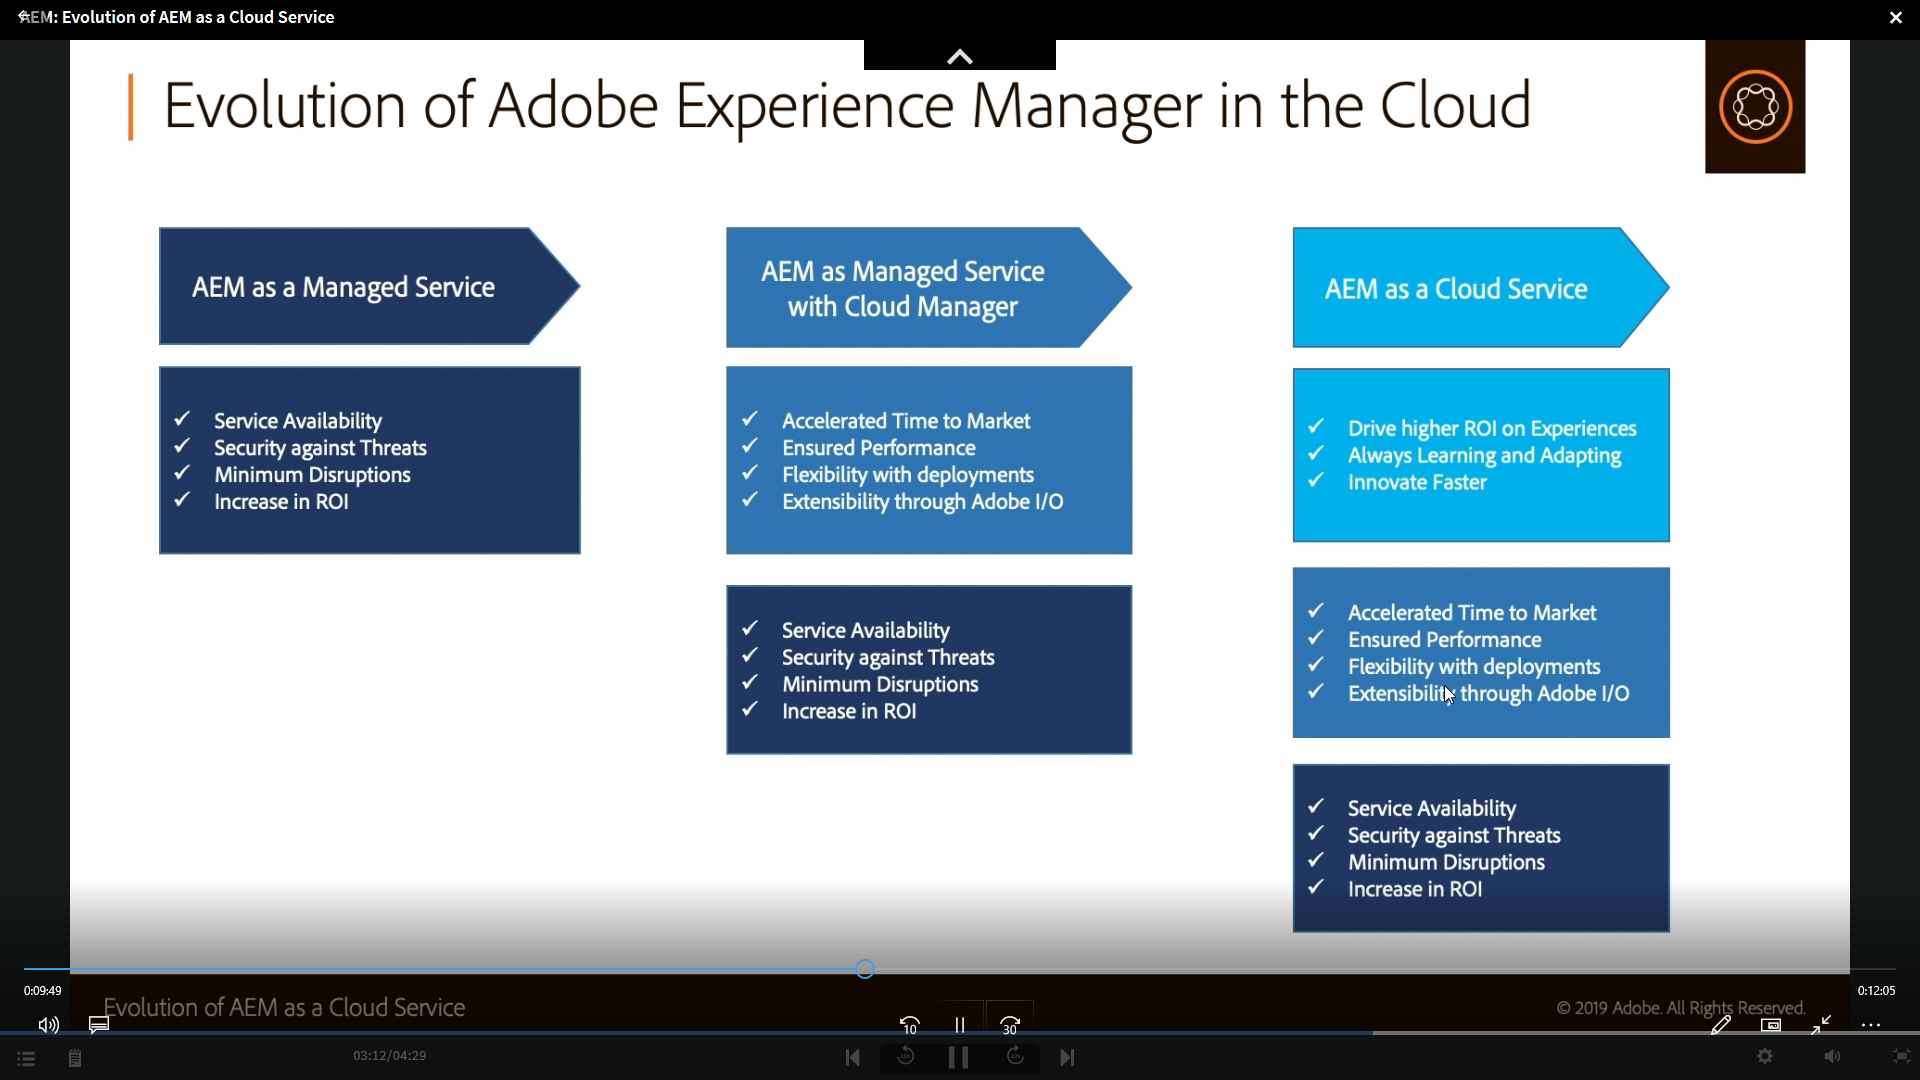 AEM: Evolution of AEM as a Cloud Service
Evolution of Adobe Experience Manager in the Cloud
AEM as a Managed Service
Service Availability
Security against Threats
Minimum Disruptions
Increase in ROI
AEM as Managed Service
with Cloud Manager
Accelerated Time to Market
Ensured Performance
Flexibility with deployments
Extensibility through Adobe I/O
Service Availability
Security against Threats
Minimum Disruptions
Increase in ROI
AEM as a Cloud Service
Drive higher ROI on Experiences
Always Learning and Adapting
Innovate Faster
Accelerated Time to Market
Ensured Performance
Flexibility with deployments
Extensibility through Adobe I/O
Service Availability
Security against Threats
Minimum Disruptions
Increase in ROI
0:09:49
0:12:05
Evolution of AEM as a Cloud Service
© 2019 Adobe. All Rights Reserved.
10
30
03:12/04:29
10s
10s